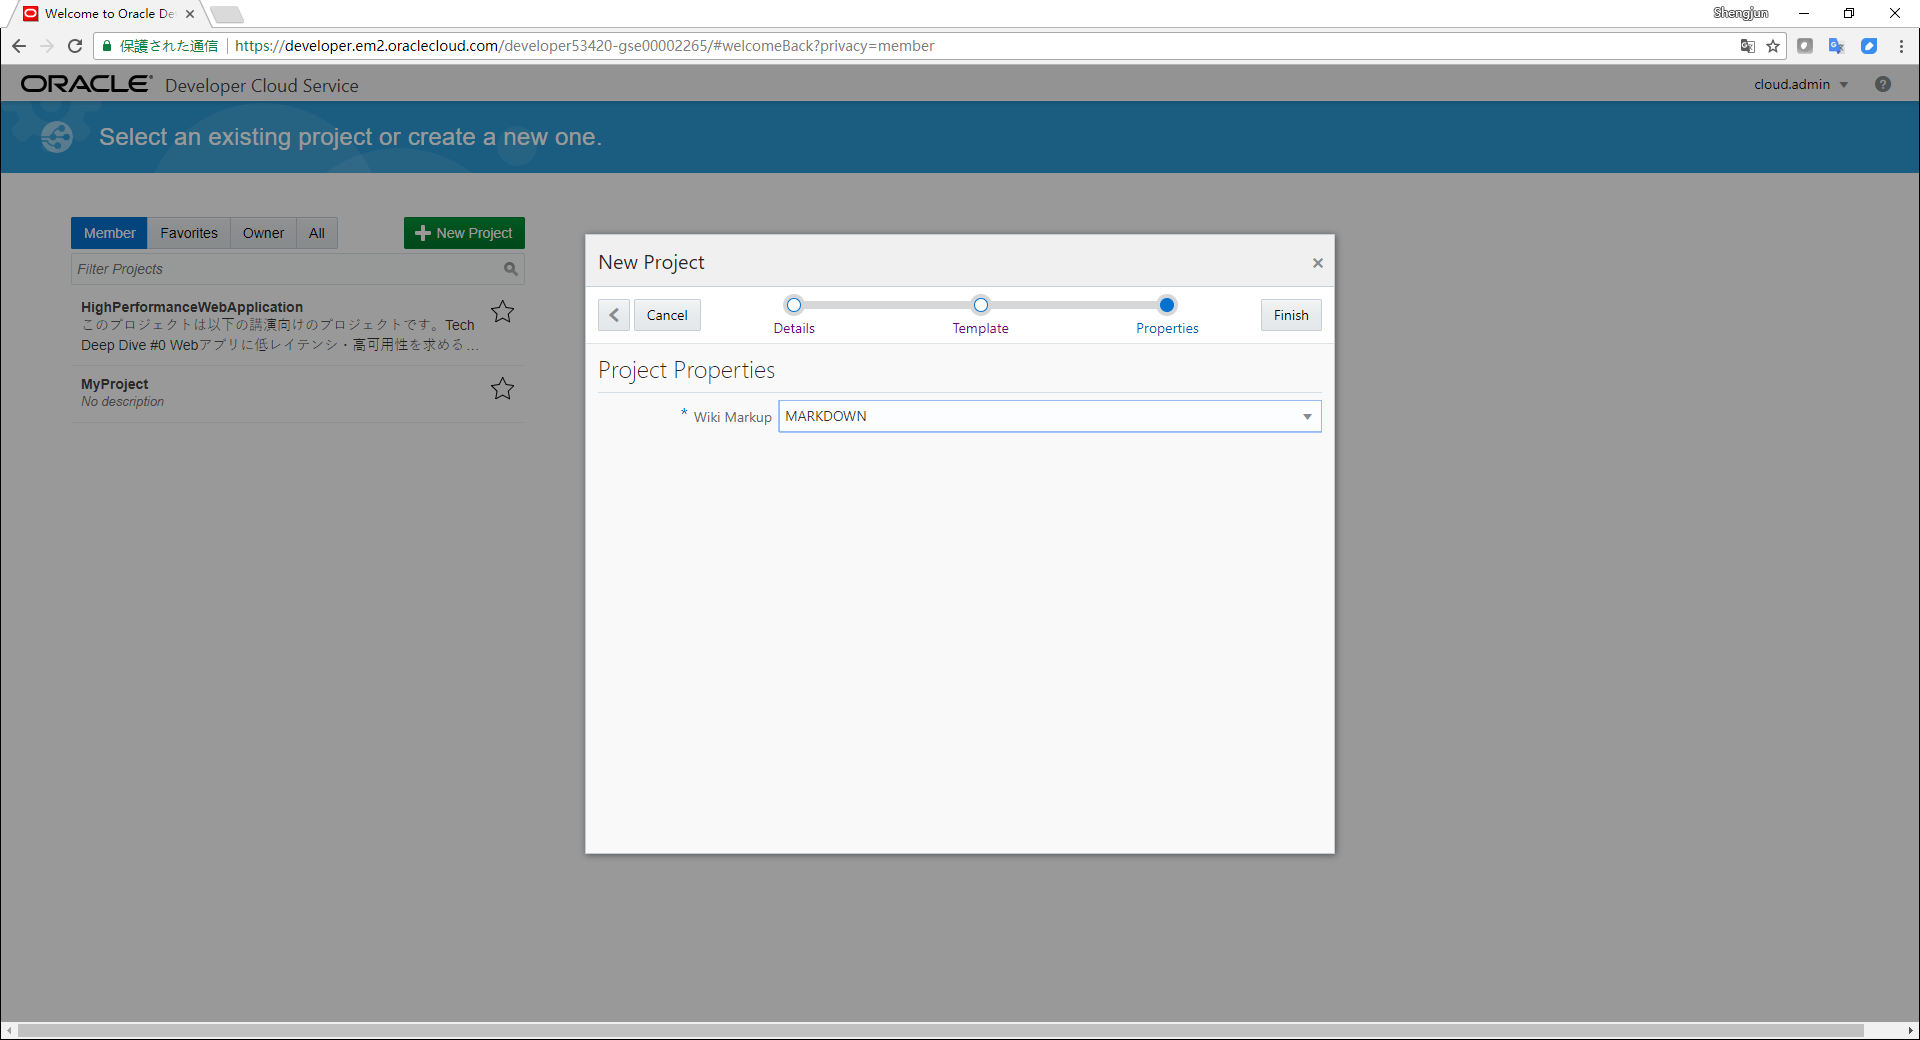 Welcome to Oracle De
Shengjun
保護された通信 https://developer.em2.oraclecloud.com/developer53420-gse00002265/#welcomeBack?privacy=member
ORACLE Developer Cloud Service
cloud.admin
?
Select an existing project or create a new one.
Member Favorites Owner All
New Project
Filter Projects
HighPerformanceWebApplication
このプロジェクトは以下の講演向けのプロジェクトです。Tech
Deep Dive #0 Webアプリに低レイテンシ・高可用性を求める…
MyProject
No description
New Project
Cancel
Details
Template
Properties
Finish
Project Properties
* Wiki Markup MARKDOWN